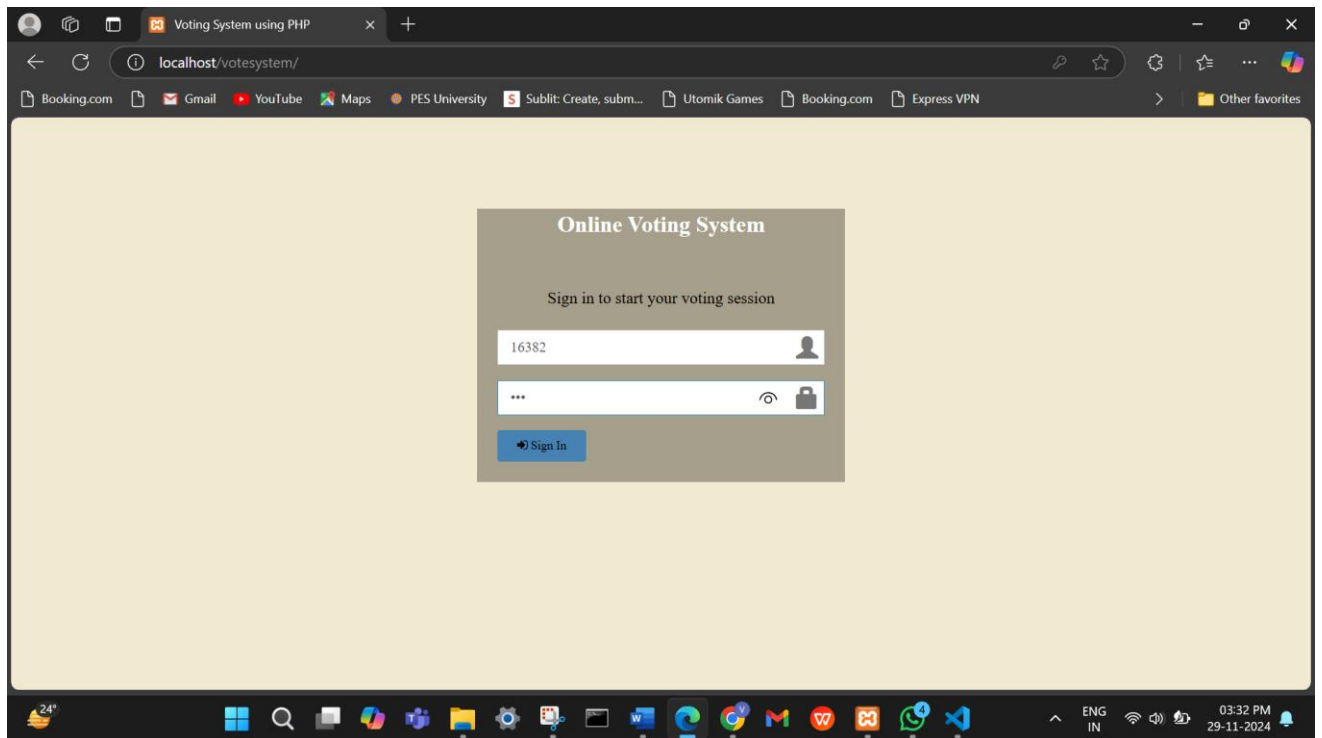 Voting System using PHP
localhost/votesystem/
Booking.com Gmail YouTube Maps PES University S Sublit: Create, subm... Utomik Games Booking.com Express VPN Other favorites
Online Voting System
Sign in to start your voting session
16382
•••
Sign In
24°
ENG
IN
03:32 PM
29-11-2024
4